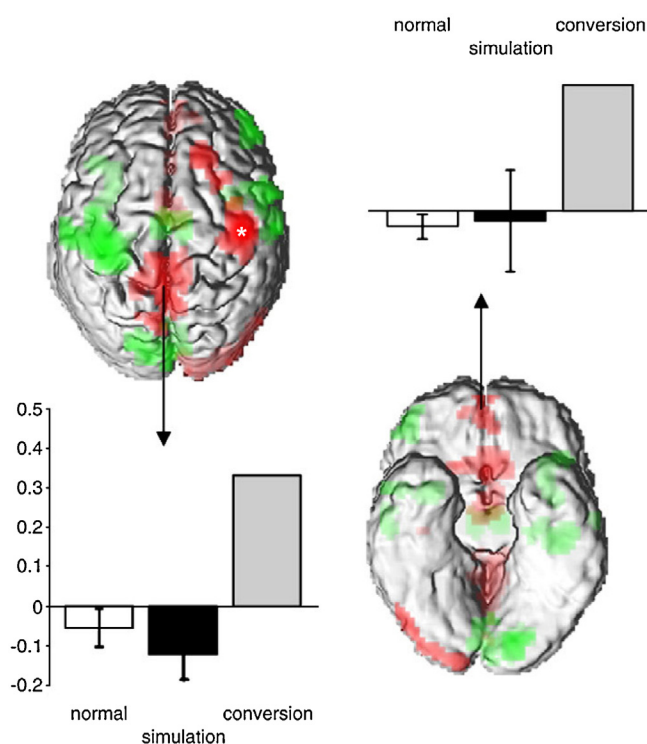 normal conversion
simulation
*
0.5
0.4
0.3
0.2
0.1
0
-0.1
-0.2
normal conversion
simulation